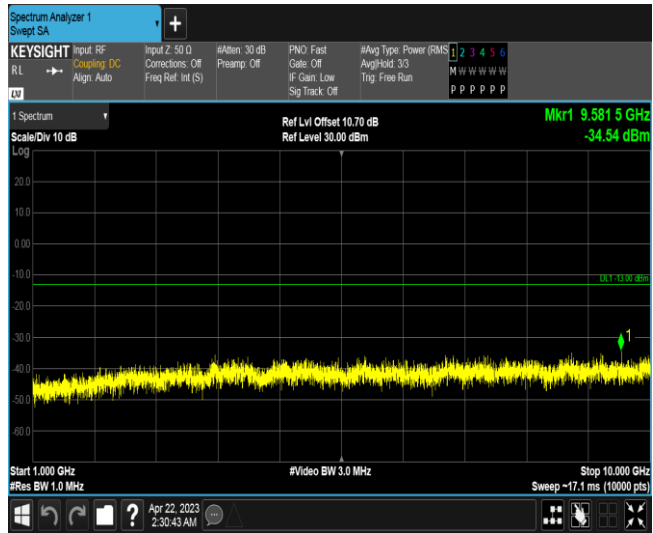 Spectrum Analyzer 1
Swept SA
+
KEYSIGHT
RL
LXI
Input: RF
Coupling: DC
Align: Auto
Input Z: 50 Ω
Corrections: Off
Freq Ref: Int (S)
#Atten: 30 dB
Preamp: Off
PNO: Fast
Gate: Off
IF Gain: Low
Sig Track: Off
#Avg Type: Power (RMS
Avg|Hold: 3/3
Trig: Free Run
1 2 3 4 5 6
M W W W W W
P P P P P P
1 Spectrum
Scale/Div 10 dB
Log
Ref Lvl Offset 10.70 dB
Ref Level 30.00 dBm
Mkr1 9.581 5 GHz
-34.54 dBm
20.0
10.0
0.00
-10.0
DL1 -13.00 dBm
-20.0
-30.0
1
-40.0
-50.0
-60.0
Start 1.000 GHz
#Res BW 1.0 MHz
#Video BW 3.0 MHz
Stop 10.000 GHz
Sweep ~17.1 ms (10000 pts)
?
Apr 22, 2023
2:30:43 AM